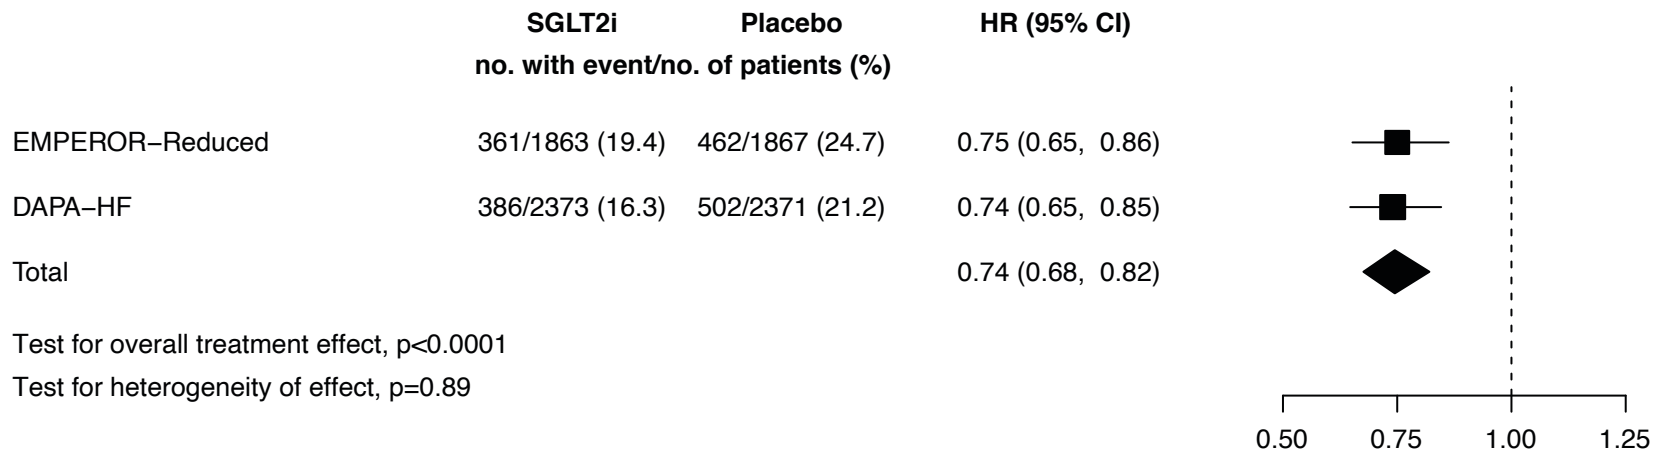 SGLT2i Placebo HR (95% CI)
no. with event/no. of patients (%)
EMPEROR−Reduced 361/1863 (19.4) 462/1867 (24.7) 0.75 (0.65, 0.86)
DAPA−HF 386/2373 (16.3) 502/2371 (21.2) 0.74 (0.65, 0.85)
Total 0.74 (0.68, 0.82)
Test for overall treatment effect, p<0.0001
Test for heterogeneity of effect, p=0.89
0.50 0.75 1.00 1.25